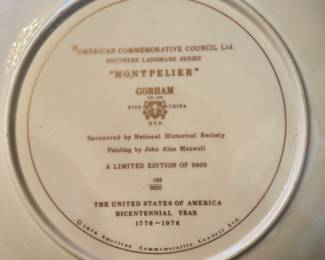 © AMERICAN COMMEMORATIVE COUNCIL Ltd.
SOUTHERN LANDMARK SERIES
"MONTPELIER"
GORHAM
FINE CHINA
U.S.A.
Sponsored by National Historical Society
Painting by John Alan Maxwell
A LIMITED EDITION OF 9800
9800
THE UNITED STATES OF AMERICA
BICENTENNIAL YEAR
1776-1976
© 1976 American Commemorative Council Ltd.